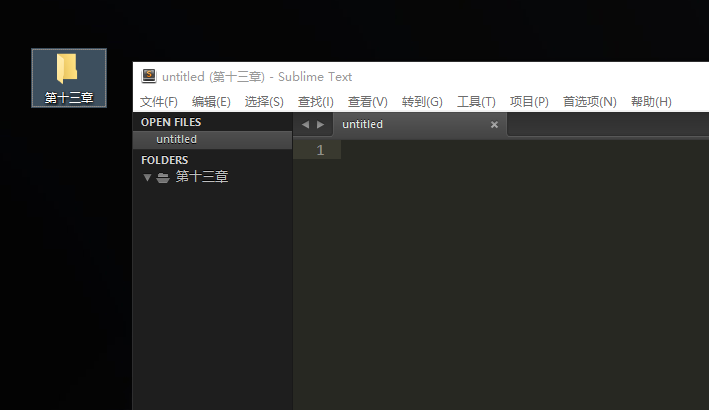 第十三章
untitled (第十三章) - Sublime Text
文件(F) 编辑(E) 选择(S) 查找(I) 查看(V) 转到(G) 工具(T) 项目(P) 首选项(N) 帮助(H)
OPEN FILES
untitled
FOLDERS
第十三章
untitled
1